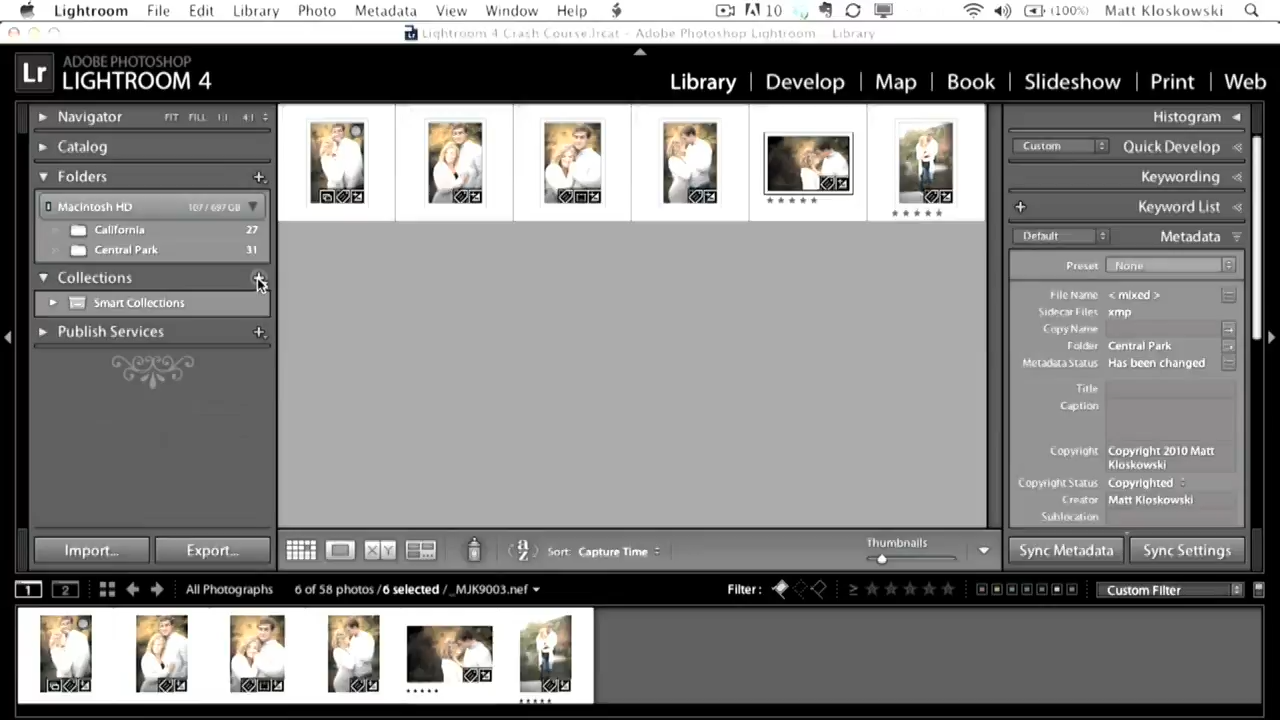 Lightroom File Edit Library Photo Metadata View Window Help 10 (100%) Matt Kloskowski
Lightroom 4 Crash Course.lrcat - Adobe Photoshop Lightroom - Library
Lr ADOBE PHOTOSHOP
LIGHTROOM 4
Library | Develop | Map | Book | Slideshow | Print | Web
Navigator FIT FILL 1:1 4:1
Catalog
Folders
Macintosh HD 107 / 697 GB
California 27
Central Park 31
Collections
Smart Collections
Publish Services
Import...
Export...
Histogram
Custom Quick Develop
Keywording
Keyword List
Default Metadata
Preset None
File Name < mixed >
Sidecar Files xmp
Copy Name
Folder Central Park
Metadata Status Has been changed
Title
Caption
Copyright Copyright 2010 Matt
Kloskowski
Copyright Status Copyrighted
Creator Matt Kloskowski
Sublocation
Sync Metadata
Sync Settings
XY Sort: Capture Time Thumbnails
1 2 All Photographs 6 of 58 photos / 6 selected / _MJK9003.nef Filter: ≥ Custom Filter